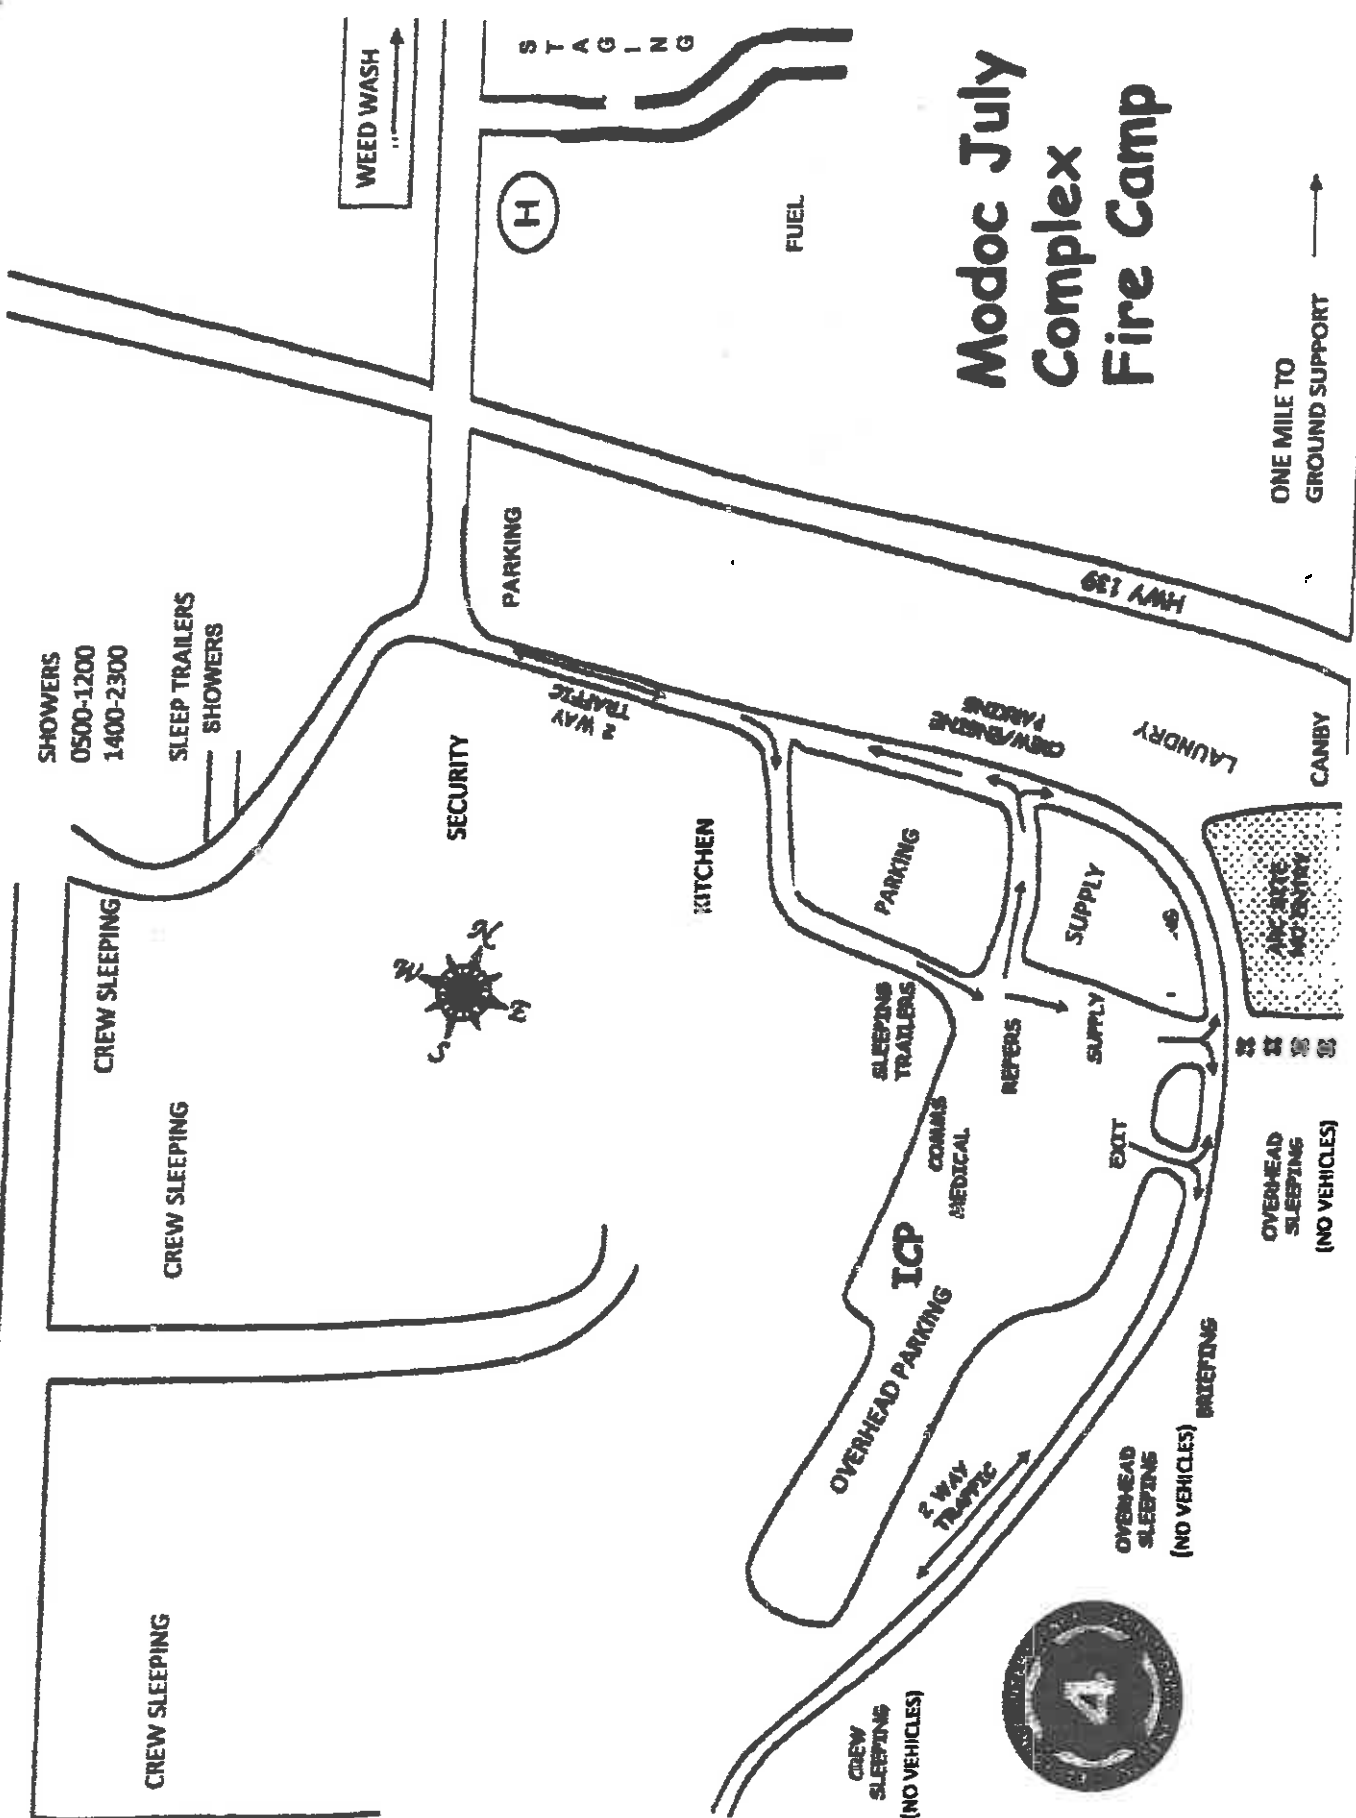 WEED WASH
STAGING
H
FUEL
Modoc July
Complex
Fire Camp
ONE MILE TO
GROUND SUPPORT
SHOWERS
0500-1200
1400-2300
SLEEP TRAILERS
SHOWERS
PARKING
HWY 139
2 WAY
TRAFFIC
SECURITY
KITCHEN
CREW/ENGINE
PARKING
LAUNDRY
CANBY
PARKING
SUPPLY
NO ENTRY
CREW SLEEPING
N
W
E
S
SLEEPING
TRAILERS
REFERS
SUPPLY
CREW SLEEPING
COMMS
MEDICAL
EXIT
ICP
OVERHEAD
SLEEPING
(NO VEHICLES)
OVERHEAD PARKING
BRIEFING
2 WAY
TRAFFIC
OVERHEAD
SLEEPING
(NO VEHICLES)
CREW SLEEPING
4
CREW
SLEEPING
(NO VEHICLES)